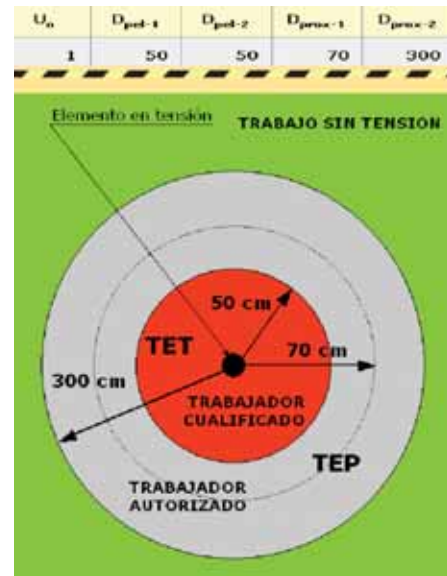 Uₙ Dpel-1 Dpel-2 Dprox-1 Dprox-2
1 50 50 70 300
Elemento en tensión
TRABAJO SIN TENSION
50 cm
TET
70 cm
300 cm
TRABAJADOR
CUALIFICADO
TEP
TRABAJADOR
AUTORIZADO